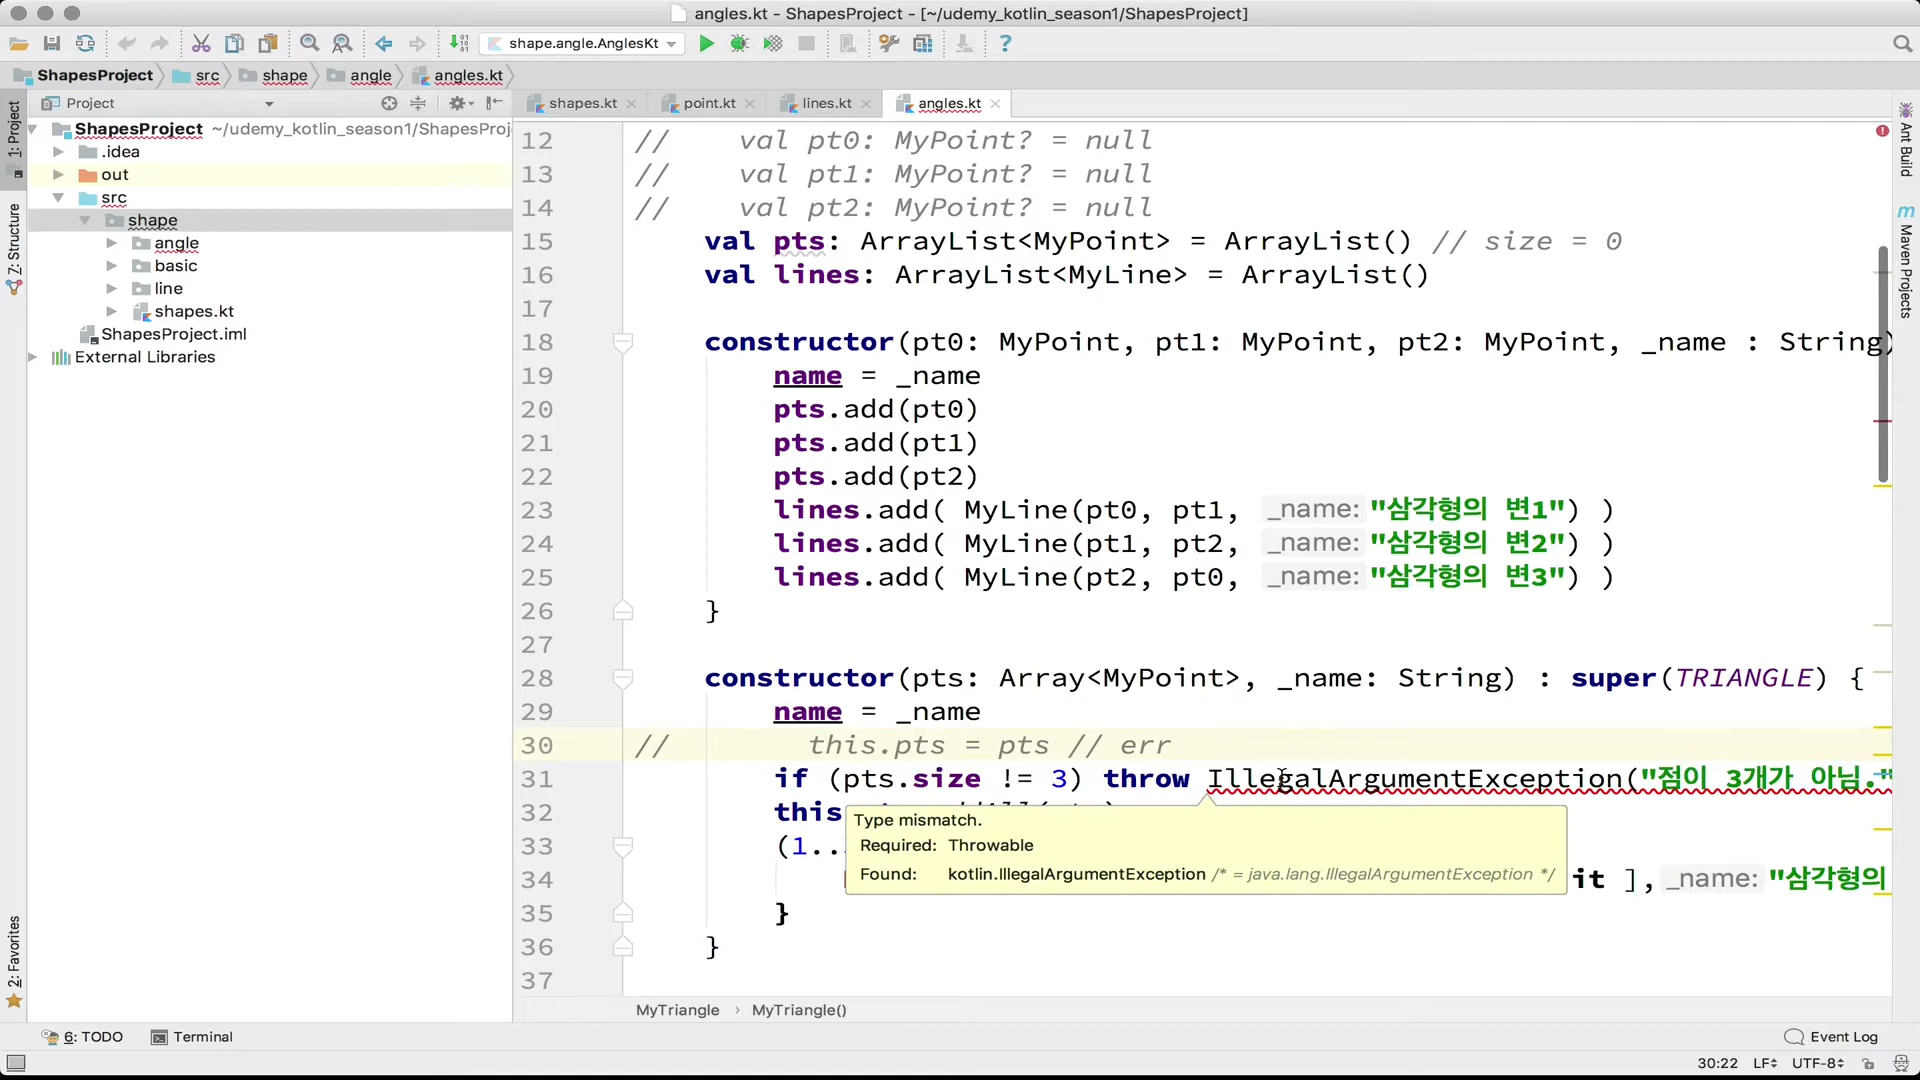 angles.kt - ShapesProject - [~/udemy_kotlin_season1/ShapesProject]
shape.angle.AnglesKt
ShapesProject src shape angle angles.kt
Project
shapes.kt point.kt lines.kt angles.kt
1: Project
Z: Structure
2: Favorites
ShapesProject ~/udemy_kotlin_season1/ShapesProj
.idea
out
src
shape
angle
basic
line
shapes.kt
ShapesProject.iml
External Libraries
12 // val pt0: MyPoint? = null
13 // val pt1: MyPoint? = null
14 // val pt2: MyPoint? = null
15 val pts: ArrayList<MyPoint> = ArrayList() // size = 0
16 val lines: ArrayList<MyLine> = ArrayList()
17
18 constructor(pt0: MyPoint, pt1: MyPoint, pt2: MyPoint, _name : String)
19 name = _name
20 pts.add(pt0)
21 pts.add(pt1)
22 pts.add(pt2)
23 lines.add( MyLine(pt0, pt1, _name: "삼각형의 변1") )
24 lines.add( MyLine(pt1, pt2, _name: "삼각형의 변2") )
25 lines.add( MyLine(pt2, pt0, _name: "삼각형의 변3") )
26 }
27
28 constructor(pts: Array<MyPoint>, _name: String) : super(TRIANGLE) {
29 name = _name
30 // this.pts = pts // err
31 if (pts.size != 3) throw IllegalArgumentException("점이 3개가 아님."
32 this
33 (1..
34 it ], _name: "삼각형의
35 }
36 }
37
Type mismatch.
Required: Throwable
Found: kotlin.IllegalArgumentException /* = java.lang.IllegalArgumentException */
MyTriangle › MyTriangle()
Ant Build
Maven Projects
6: TODO Terminal Event Log
30:22 LF UTF-8